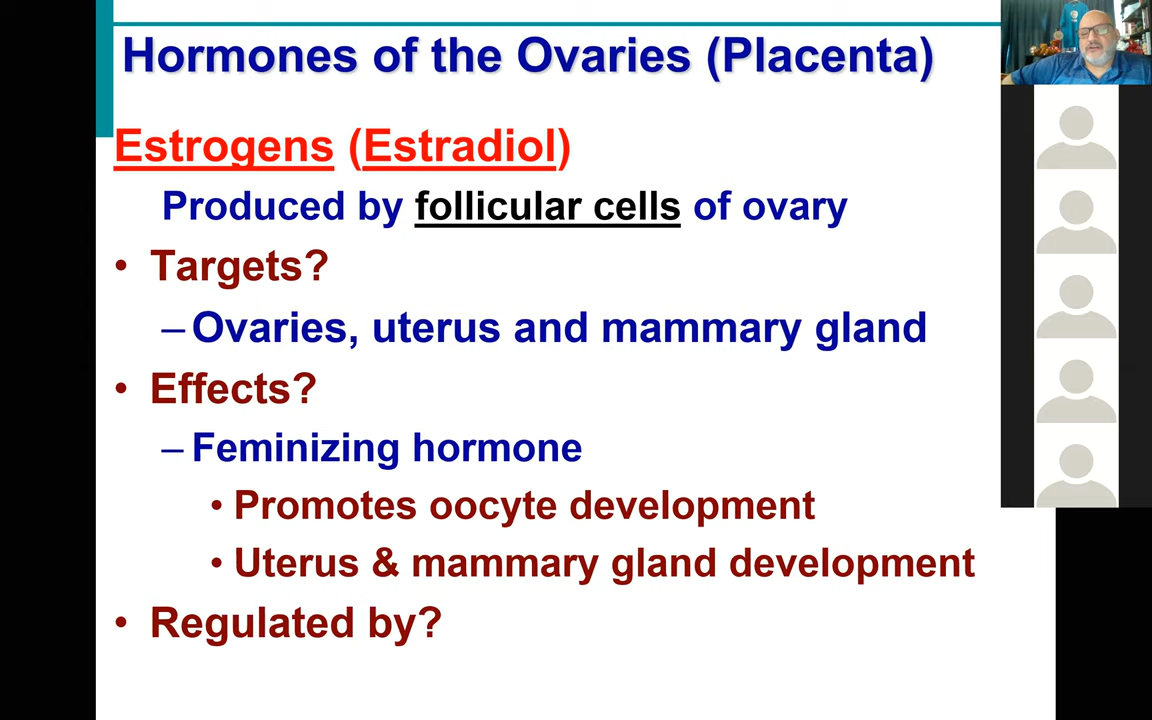 Hormones of the Ovaries (Placenta)
Estrogens (Estradiol)
Produced by follicular cells of ovary
• Targets?
–Ovaries, uterus and mammary gland
• Effects?
–Feminizing hormone
• Promotes oocyte development
• Uterus & mammary gland development
• Regulated by?